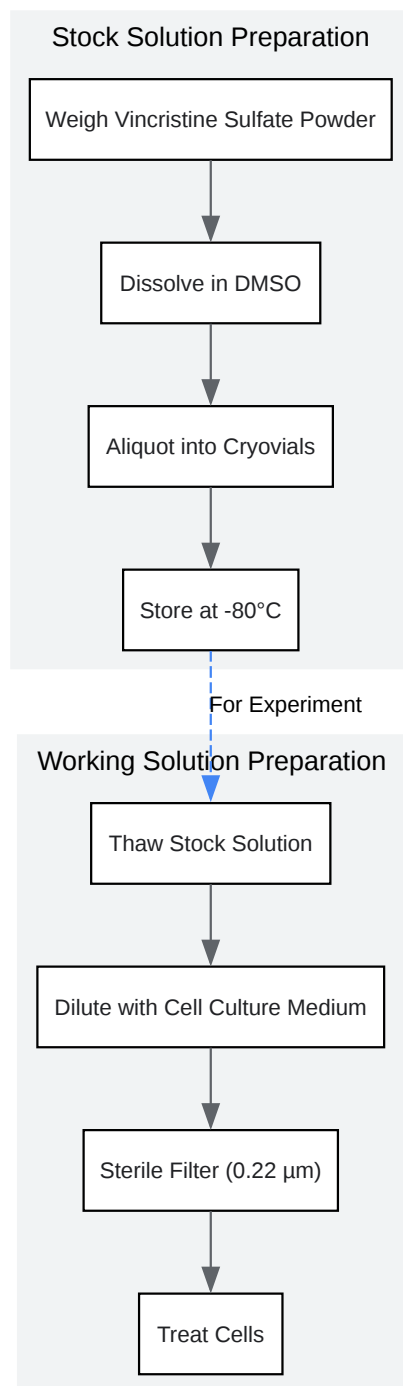 Stock Solution Preparation
Weigh Vincristine Sulfate Powder
Dissolve in DMSO
Aliquot into Cryovials
Store at -80°C
For Experiment
Working Solution Preparation
Thaw Stock Solution
Dilute with Cell Culture Medium
Sterile Filter (0.22 µm)
Treat Cells